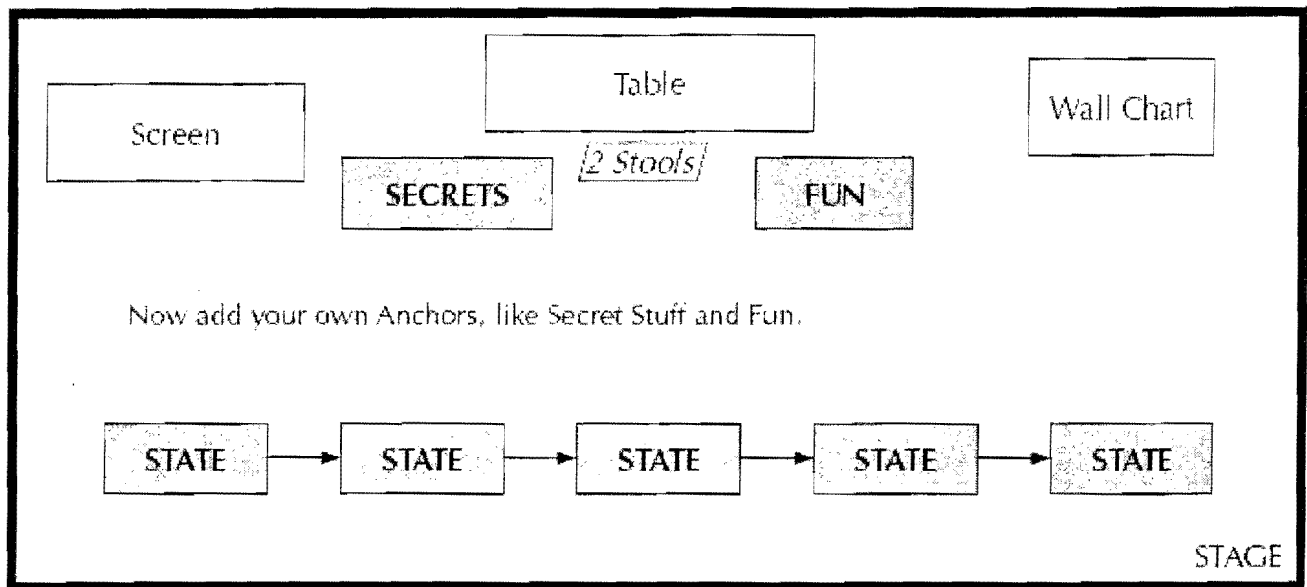 Table
Screen
Wall Chart
2 Stools
SECRETS
FUN
Now add your own Anchors, like Secret Stuff and Fun.
STATE
STATE
STATE
STATE
STATE
STAGE